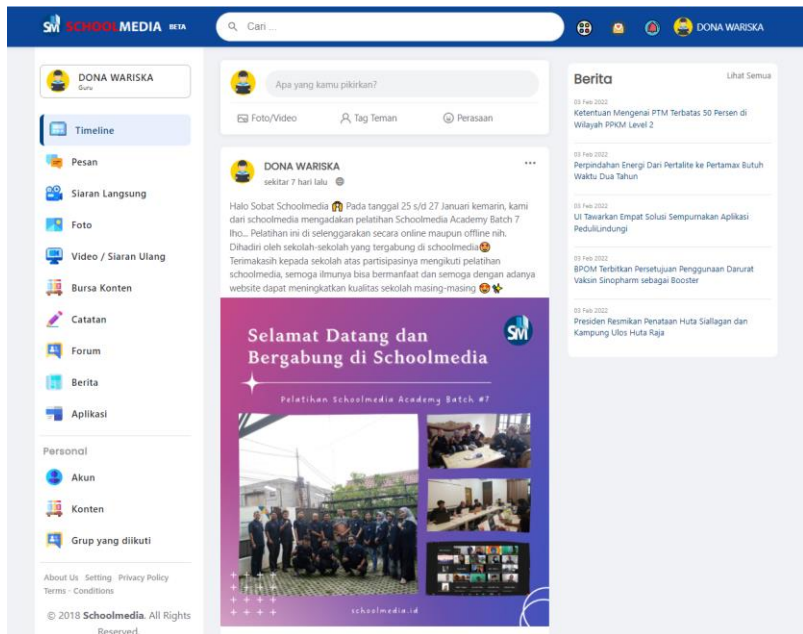 SM SCHOOLMEDIA BETA
Cari ...
DONA WARISKA
DONA WARISKA
Guru
Timeline
Pesan
Siaran Langsung
Foto
Video / Siaran Ulang
Bursa Konten
Catatan
Forum
Berita
Aplikasi
Personal
Akun
Konten
Grup yang diikuti
About Us Setting Privacy Policy
Terms - Conditions
© 2018 Schoolmedia. All Rights
Reserved.
Apa yang kamu pikirkan?
Foto/Video Tag Teman Perasaan
DONA WARISKA
sekitar 7 hari lalu
Halo Sobat Schoolmedia Pada tanggal 25 s/d 27 Januari kemarin, kami
dari schoolmedia mengadakan pelatihan Schoolmedia Academy Batch 7
lho... Pelatihan ini di selenggarakan secara online maupun offline nih.
Dihadiri oleh sekolah-sekolah yang tergabung di schoolmedia
Terimakasih kepada sekolah atas partisipasinya mengikuti pelatihan
schoolmedia, semoga ilmunya bisa bermanfaat dan semoga dengan adanya
website dapat meningkatkan kualitas sekolah masing-masing
SM
Selamat Datang dan
Bergabung di Schoolmedia
Pelatihan Schoolmedia Academy Batch #7
schoolmedia.id
Berita Lihat Semua
03 Feb 2022
Ketentuan Mengenai PTM Terbatas 50 Persen di
Wilayah PPKM Level 2
03 Feb 2022
Perpindahan Energi Dari Pertalite ke Pertamax Butuh
Waktu Dua Tahun
03 Feb 2022
UI Tawarkan Empat Solusi Sempurnakan Aplikasi
PeduliLindungi
03 Feb 2022
BPOM Terbitkan Persetujuan Penggunaan Darurat
Vaksin Sinopharm sebagai Booster
03 Feb 2022
Presiden Resmikan Penataan Huta Siallagan dan
Kampung Ulos Huta Raja